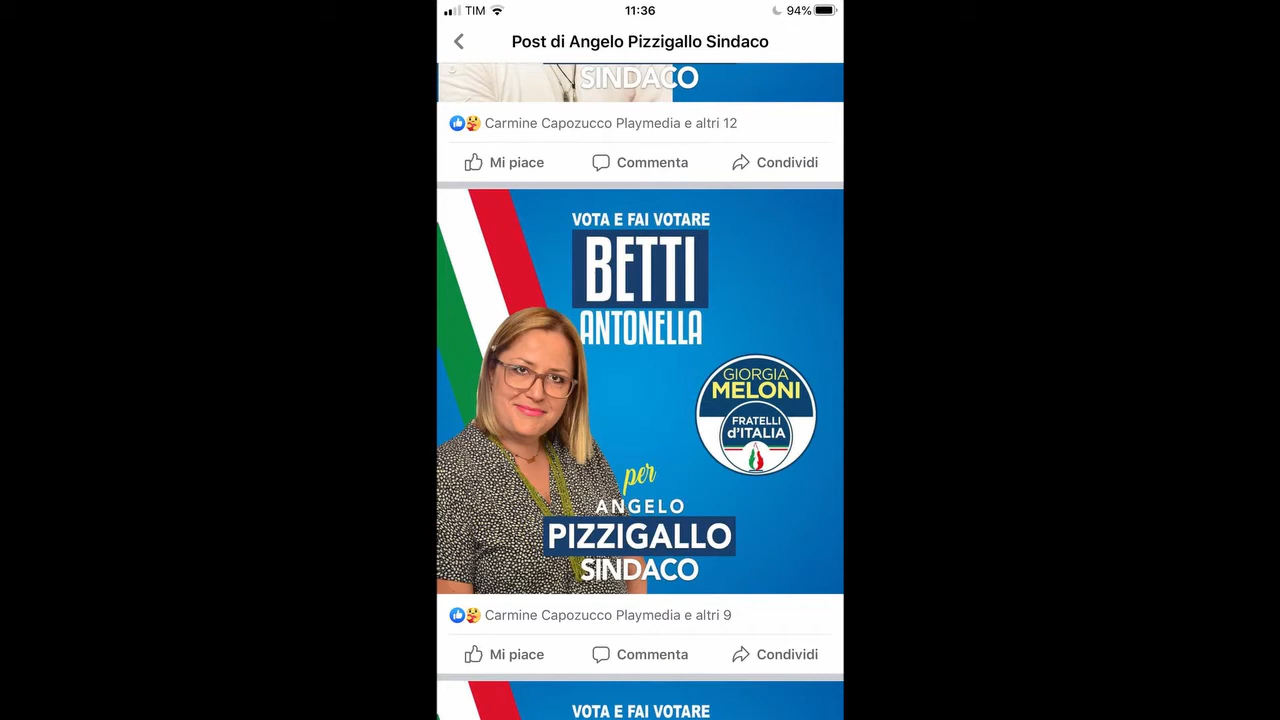 TIM
11:36
94%
Post di Angelo Pizzigallo Sindaco
SINDACO
Carmine Capozucco Playmedia e altri 12
Mi piace
Commenta
Condividi
VOTA E FAI VOTARE
BETTI
ANTONELLA
GIORGIA
MELONI
FRATELLI
d'ITALIA
per
ANGELO
PIZZIGALLO
SINDACO
Carmine Capozucco Playmedia e altri 9
Mi piace
Commenta
Condividi
VOTA E FAI VOTARE